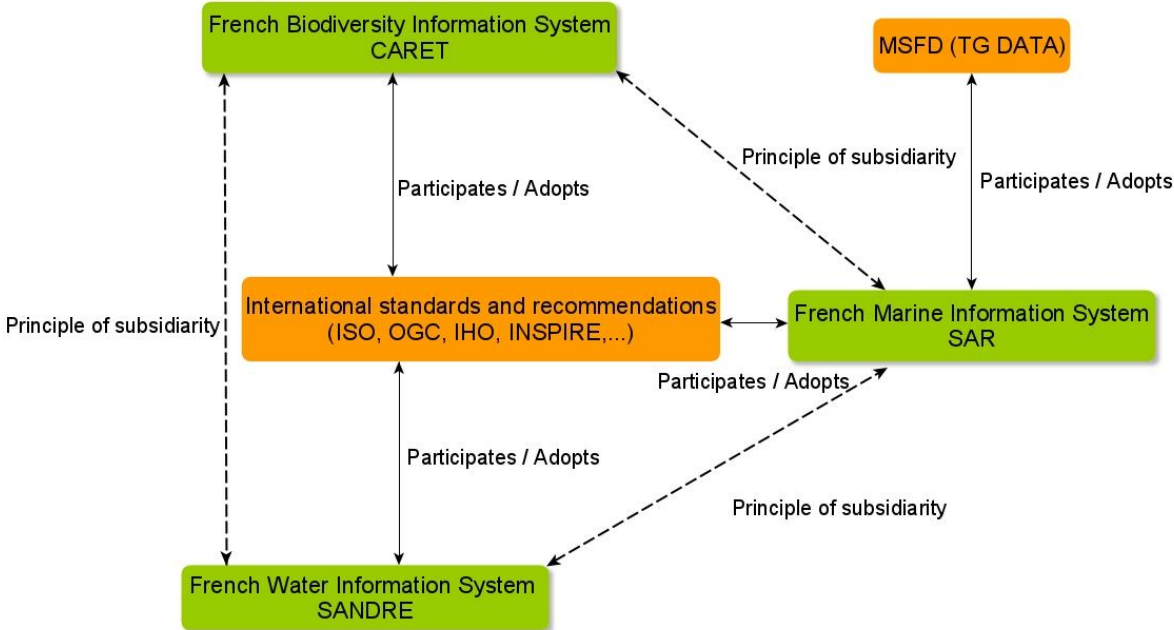 French Biodiversity Information System
CARET
MSFD (TG DATA)
Principle of subsidiarity
Participates / Adopts
Participates / Adopts
International standards and recommendations
(ISO, OGC, IHO, INSPIRE,...)
French Marine Information System
SAR
Principle of subsidiarity
Participates / Adopts
Participates / Adopts
Principle of subsidiarity
French Water Information System
SANDRE